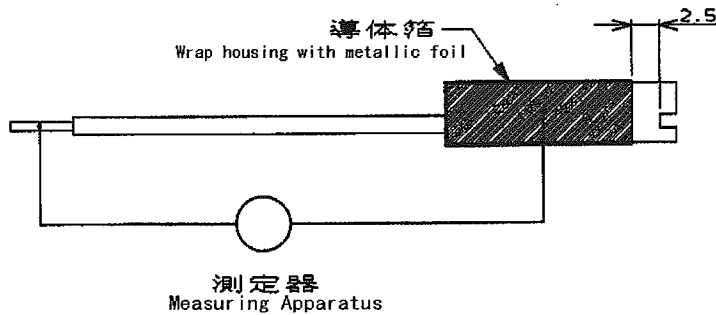 2.5
導体箔
Wrap housing with metallic foil
測定器
Measuring Apparatus